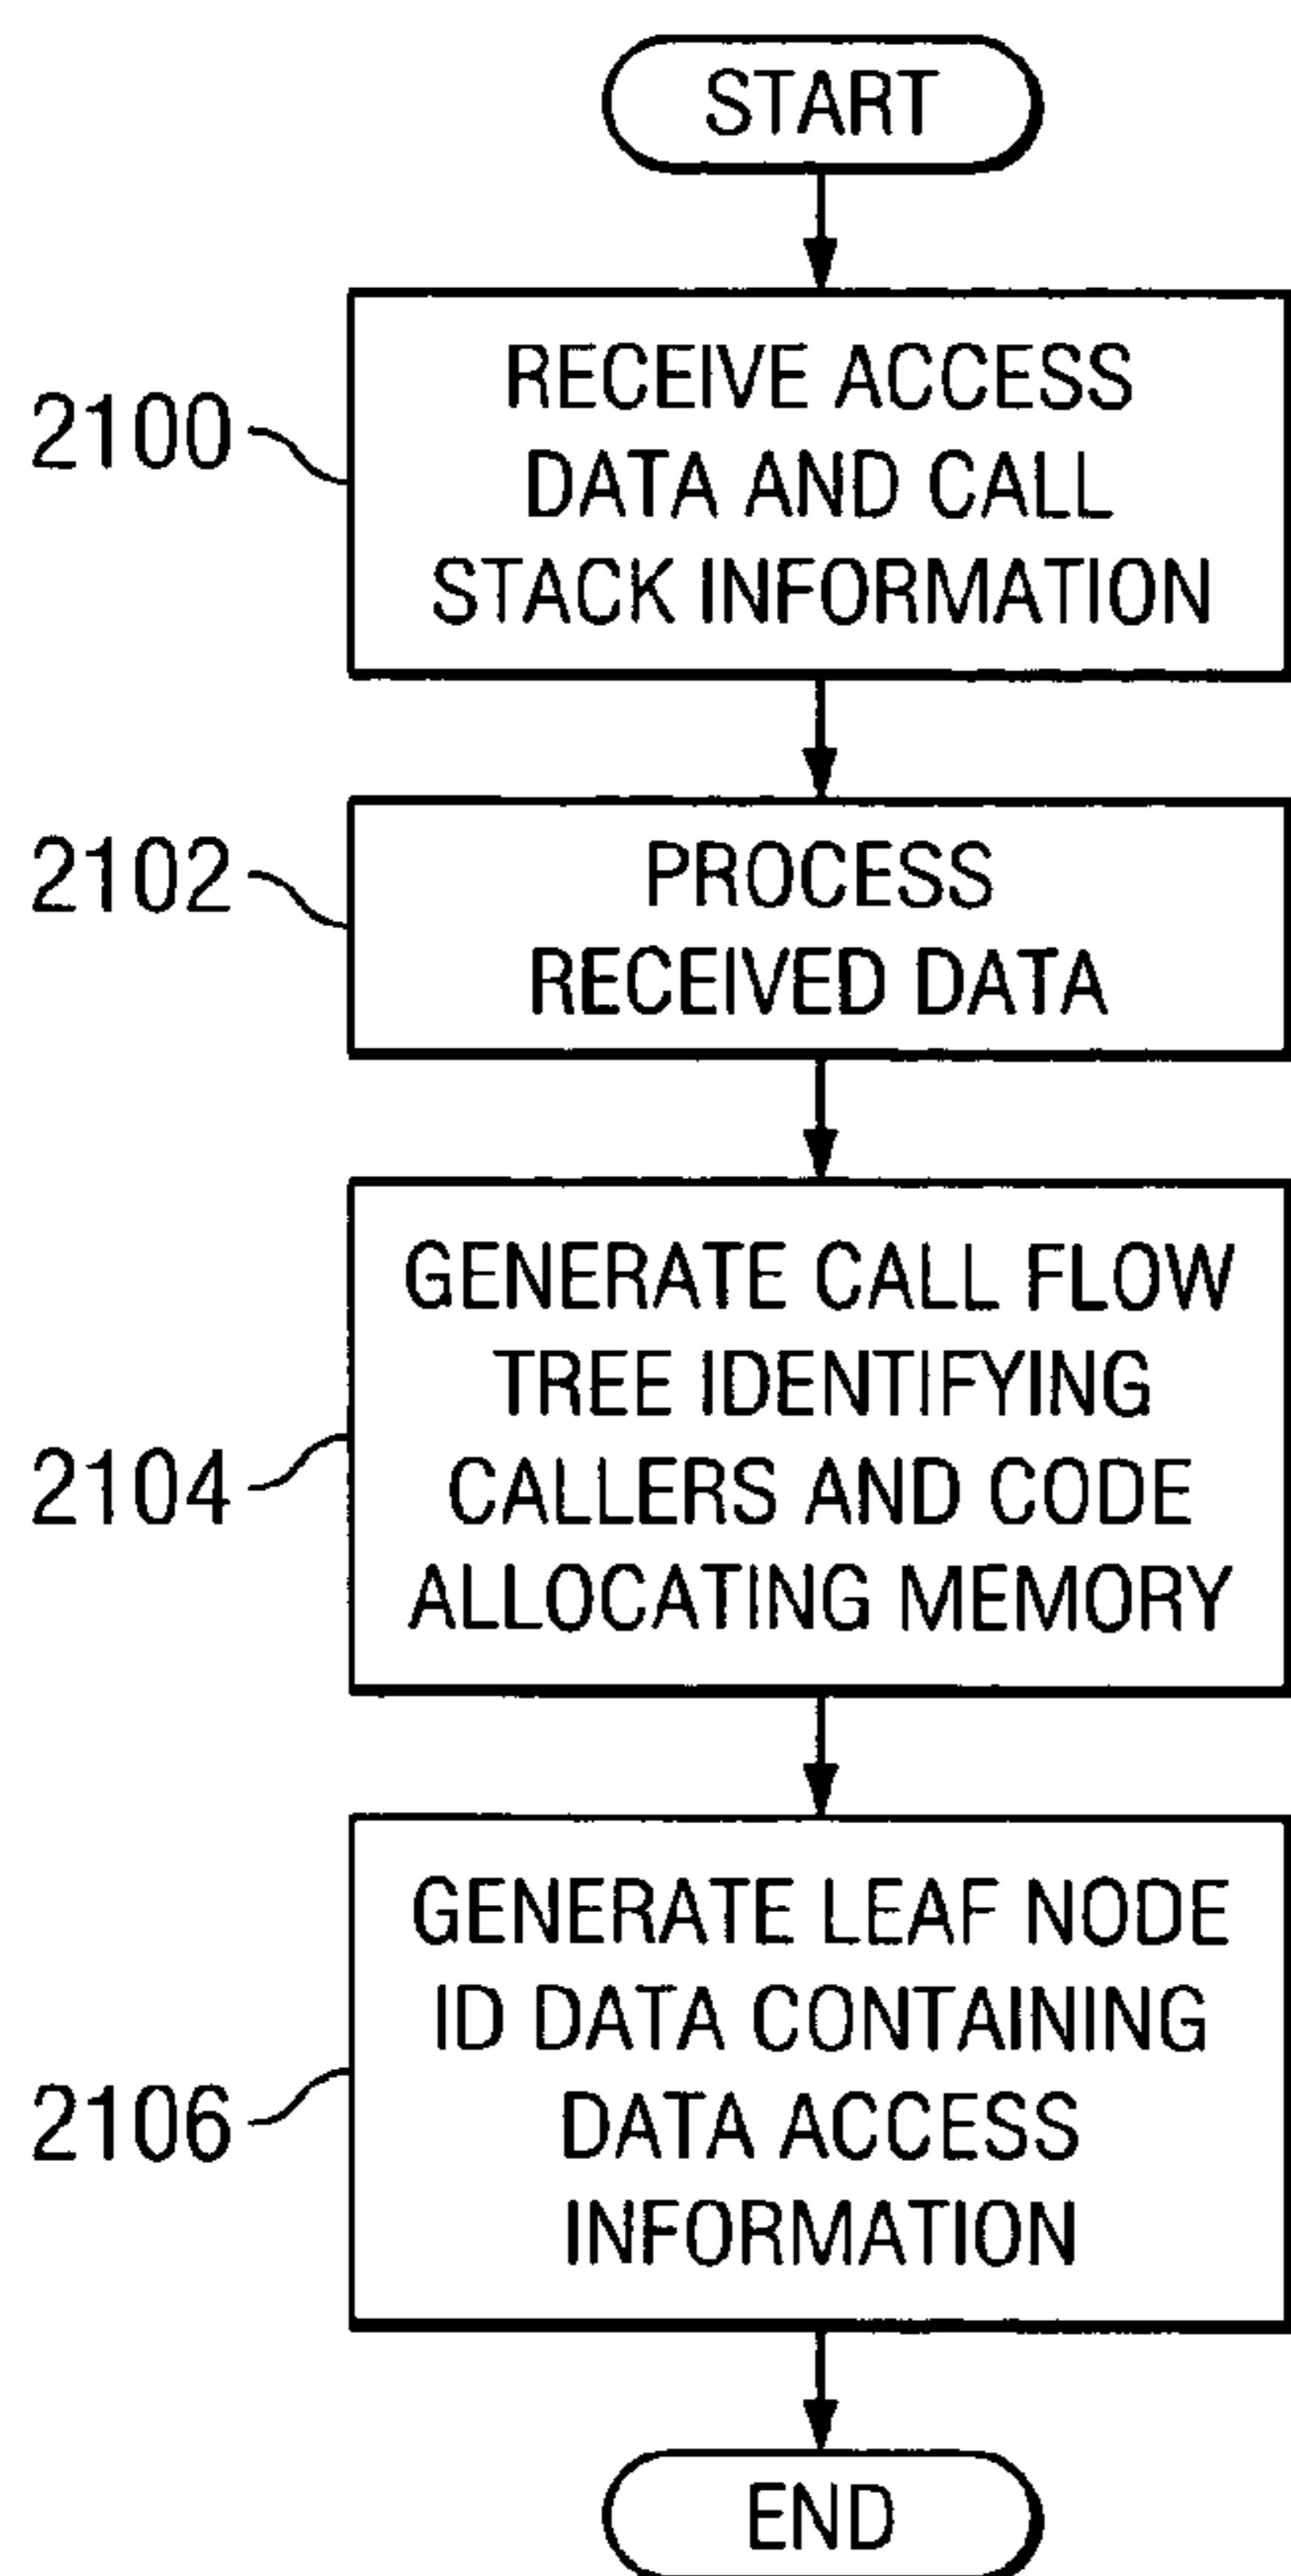 START
2100
RECEIVE ACCESS
DATA AND CALL
STACK INFORMATION
2102
PROCESS
RECEIVED DATA
2104
GENERATE CALL FLOW
TREE IDENTIFYING
CALLERS AND CODE
ALLOCATING MEMORY
2106
GENERATE LEAF NODE
ID DATA CONTAINING
DATA ACCESS
INFORMATION
END